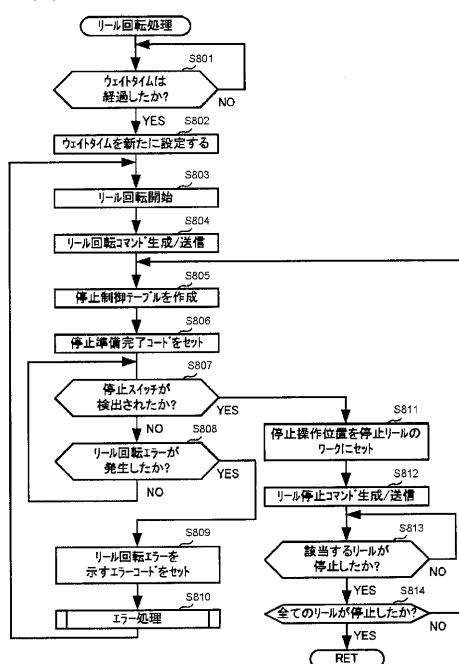 リール回転処理
S801
ウェイトタイムは
経過したか?
NO
YES
S802
ウェイトタイムを新たに設定する
S803
リール回転開始
S804
リール回転コマンド生成/送信
S805
停止制御テーブルを作成
S806
停止準備完了コードをセット
S807
停止スイッチが
検出されたか?
YES
NO
S808
リール回転エラーが
発生したか?
YES
NO
S809
リール回転エラーを
示すエラーコードをセット
S810
エラー処理
S811
停止操作位置を停止リールの
ワークにセット
S812
リール停止コマンド生成/送信
S813
該当するリールが
停止したか?
NO
YES
S814
全てのリールが停止したか?
NO
YES
RET